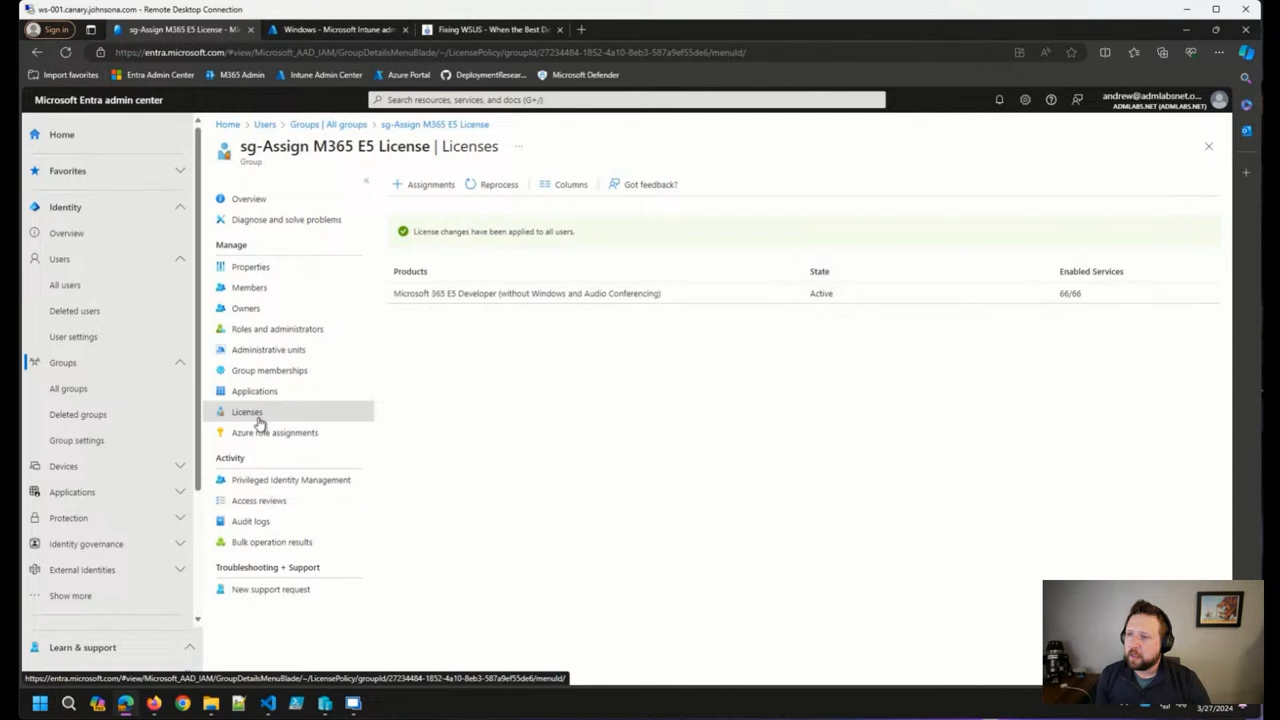 ws-001.canary.johnsona.com - Remote Desktop Connection
Sign in
sg-Assign M365 E5 License - Mi
Windows - Microsoft Intune adm
Fixing WSUS - When the Best De
https://entra.microsoft.com/#view/Microsoft_AAD_IAM/GroupDetailsMenuBlade/~/LicensePolicy/groupId/27234484-1852-4a10-8eb3-587a9ef55de6/menuId/
Import favorites
Entra Admin Center
M365 Admin
Intune Admin Center
Azure Portal
DeploymentResear...
Microsoft Defender
Microsoft Entra admin center
Search resources, services, and docs (G+/)
andrew@admlabsnet.o...
ADMLABS.NET (ADMLABS.NET)
Home
Favorites
Identity
Overview
Users
All users
Deleted users
User settings
Groups
All groups
Deleted groups
Group settings
Devices
Applications
Protection
Identity governance
External Identities
Show more
Learn & support
Home > Users > Groups | All groups > sg-Assign M365 E5 License
sg-Assign M365 E5 License | Licenses
Group
Overview
Diagnose and solve problems
Manage
Properties
Members
Owners
Roles and administrators
Administrative units
Group memberships
Applications
Licenses
Azure role assignments
Activity
Privileged Identity Management
Access reviews
Audit logs
Bulk operation results
Troubleshooting + Support
New support request
Assignments
Reprocess
Columns
Got feedback?
License changes have been applied to all users.
Products State Enabled Services
Microsoft 365 E5 Developer (without Windows and Audio Conferencing) Active 66/66
https://entra.microsoft.com/#view/Microsoft_AAD_IAM/GroupDetailsMenuBlade/~/LicensePolicy/groupId/27234484-1852-4a10-8eb3-587a9ef55de6/menuId/
3/27/2024